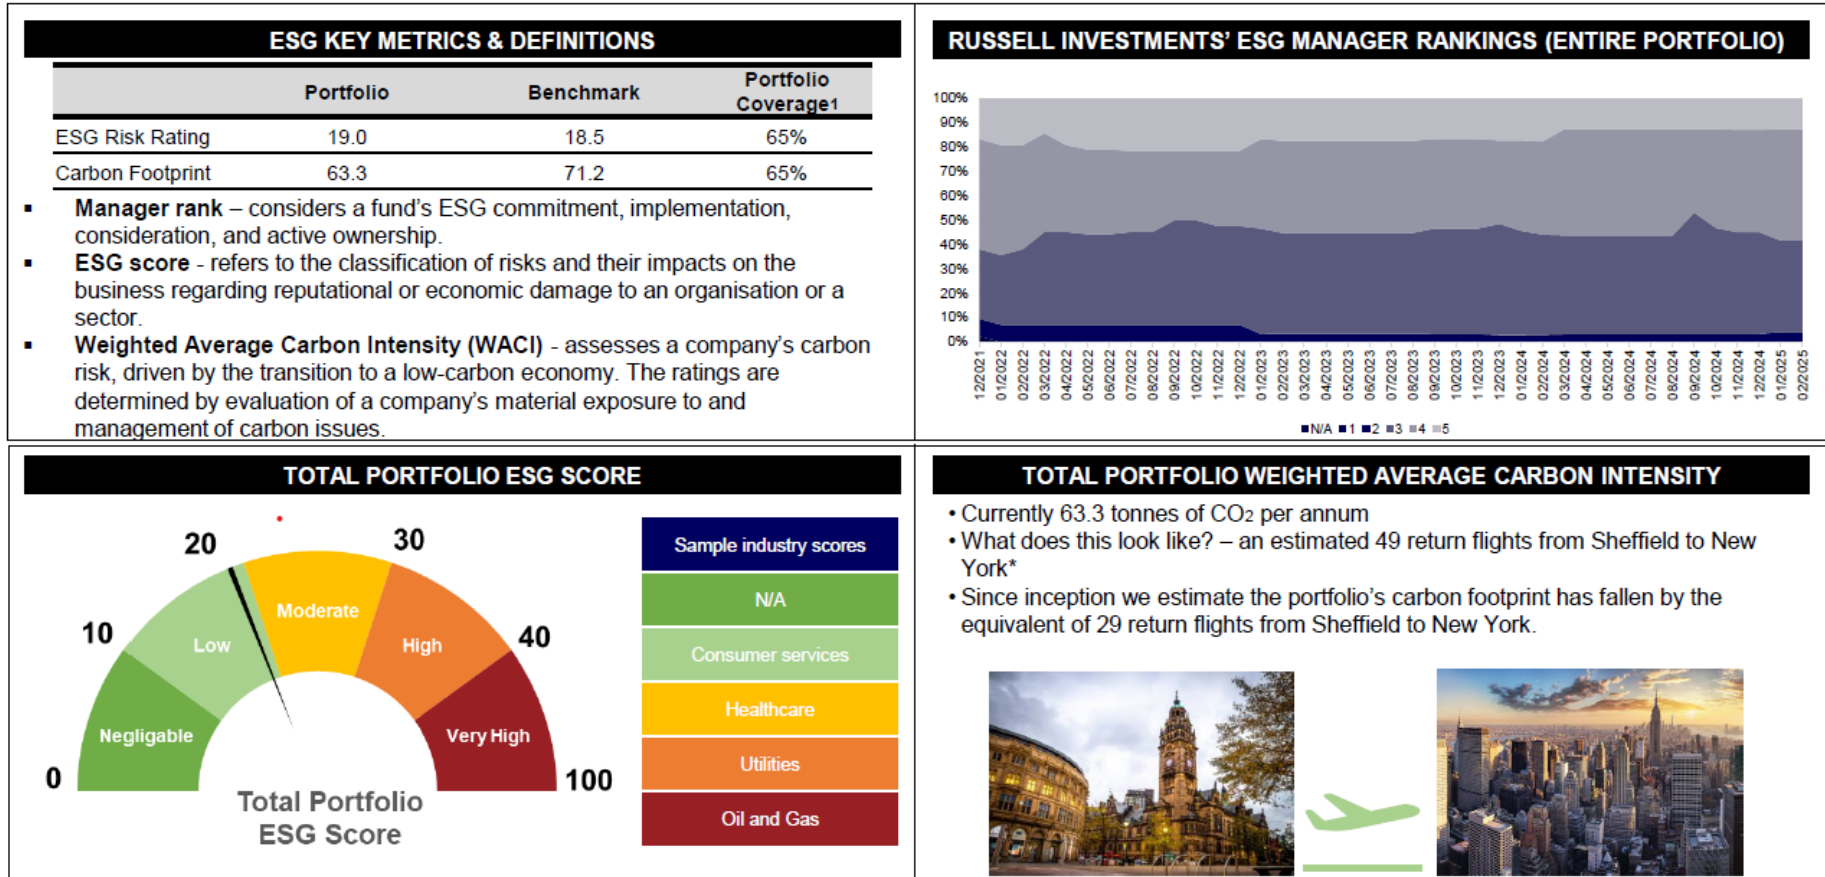 ESG KEY METRICS & DEFINITIONS
Portfolio Benchmark Portfolio Coverage1
ESG Risk Rating 19.0 18.5 65%
Carbon Footprint 63.3 71.2 65%
▪ Manager rank – considers a fund's ESG commitment, implementation,
consideration, and active ownership.
▪ ESG score - refers to the classification of risks and their impacts on the
business regarding reputational or economic damage to an organisation or a
sector.
▪ Weighted Average Carbon Intensity (WACI) - assesses a company's carbon
risk, driven by the transition to a low-carbon economy. The ratings are
determined by evaluation of a company's material exposure to and
management of carbon issues.
RUSSELL INVESTMENTS' ESG MANAGER RANKINGS (ENTIRE PORTFOLIO)
100%
90%
80%
70%
60%
50%
40%
30%
20%
10%
0%
12/2021
01/2022
02/2022
03/2022
04/2022
05/2022
06/2022
07/2022
08/2022
09/2022
10/2022
11/2022
12/2022
01/2023
02/2023
03/2023
04/2023
05/2023
06/2023
07/2023
08/2023
09/2023
10/2023
11/2023
12/2023
01/2024
02/2024
03/2024
04/2024
05/2024
06/2024
07/2024
08/2024
09/2024
10/2024
11/2024
12/2024
01/2025
02/2025
N/A 1 2 3 4 5
TOTAL PORTFOLIO ESG SCORE
0
10
20
30
40
100
Negligable
Low
Moderate
High
Very High
Total Portfolio
ESG Score
Sample industry scores
N/A
Consumer services
Healthcare
Utilities
Oil and Gas
TOTAL PORTFOLIO WEIGHTED AVERAGE CARBON INTENSITY
• Currently 63.3 tonnes of CO2 per annum
• What does this look like? – an estimated 49 return flights from Sheffield to New
York*
• Since inception we estimate the portfolio's carbon footprint has fallen by the
equivalent of 29 return flights from Sheffield to New York.